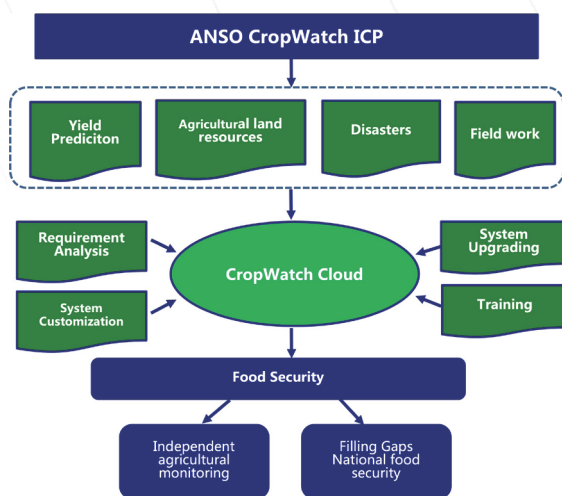 ANSO CropWatch ICP
Yield
Prediciton
Agricultural land
resources
Disasters
Field work
Requirement
Analysis
System
Upgrading
CropWatch Cloud
System
Customization
Training
Food Security
Independent
agricultural
monitoring
Filling Gaps
National food
security